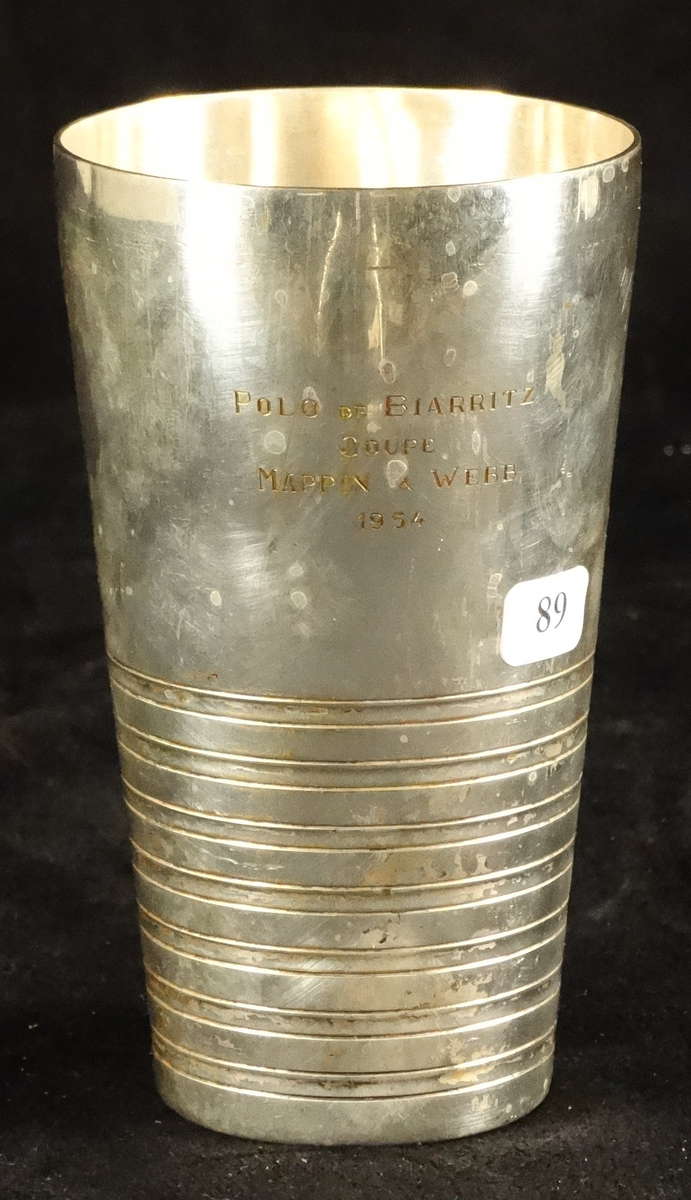 POLO DE BIARRITZ
COUPE
MAPPIN & WEBB
1954
89